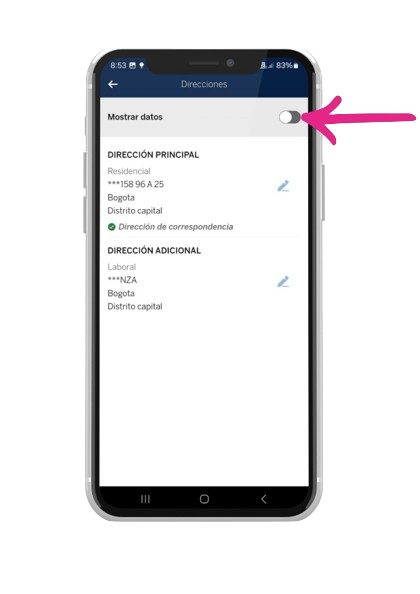 8:53
83%
Direcciones
Mostrar datos
DIRECCIÓN PRINCIPAL
Residencial
***158 96 A 25
Bogota
Distrito capital
Dirección de correspondencia
DIRECCIÓN ADICIONAL
Laboral
***NZA
Bogota
Distrito capital